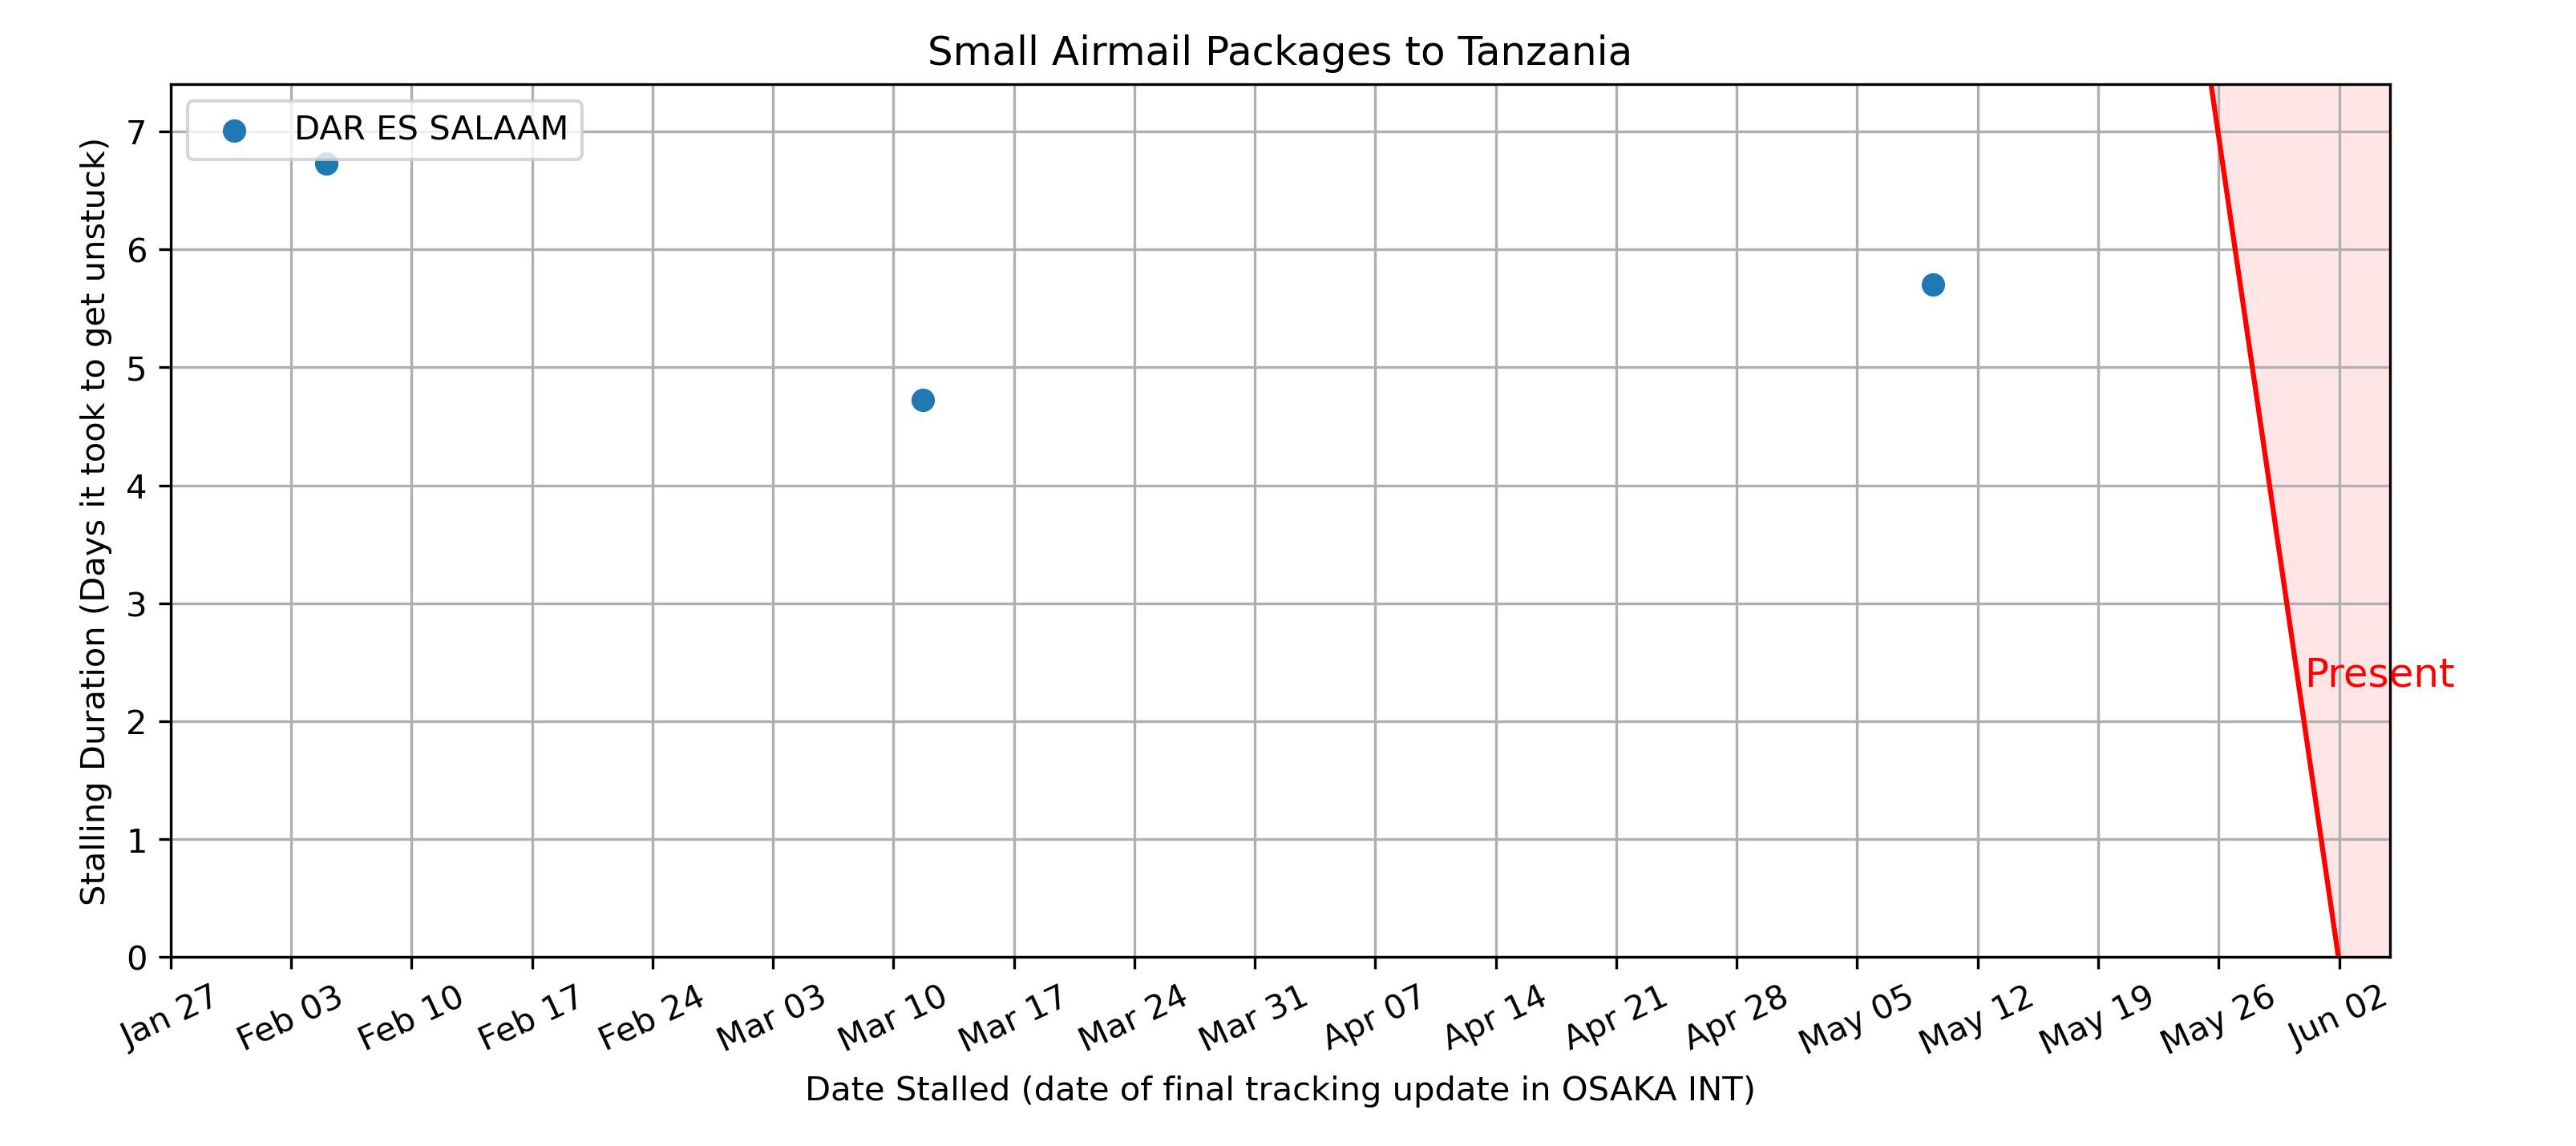 Small Airmail Packages to Tanzania
DAR ES SALAAM
Stalling Duration (Days it took to get unstuck)
7
6
5
4
3
2
1
0
Present
Jan 27 Feb 03 Feb 10 Feb 17 Feb 24 Mar 03 Mar 10 Mar 17 Mar 24 Mar 31 Apr 07 Apr 14 Apr 21 Apr 28 May 05 May 12 May 19 May 26 Jun 02
Date Stalled (date of final tracking update in OSAKA INT)